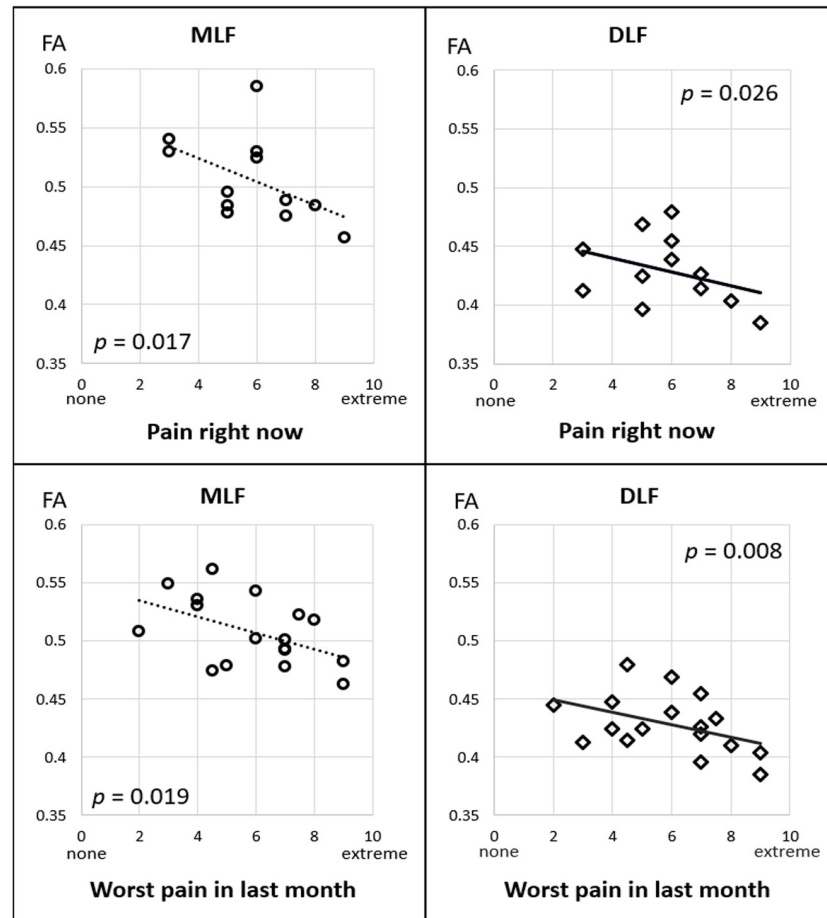 MLF
FA
0.6
0.55
0.5
0.45
0.4
0.35
p = 0.017
0 2 4 6 8 10
none extreme
Pain right now
DLF
FA
0.6
0.55
0.5
0.45
0.4
0.35
p = 0.026
0 2 4 6 8 10
none extreme
Pain right now
MLF
FA
0.6
0.55
0.5
0.45
0.4
0.35
p = 0.019
0 2 4 6 8 10
none extreme
Worst pain in last month
DLF
FA
0.6
0.55
0.5
0.45
0.4
0.35
p = 0.008
0 2 4 6 8 10
none extreme
Worst pain in last month